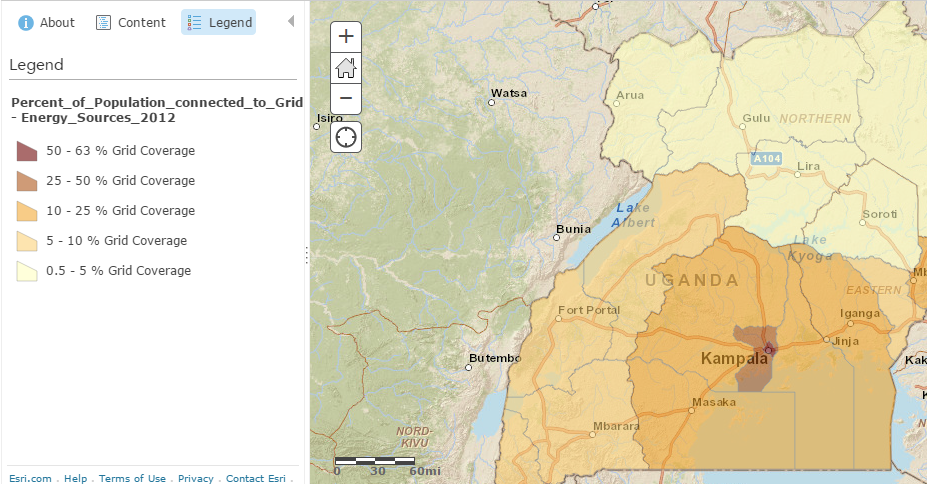 About
Content
Legend
Legend
Percent_of_Population_connected_to_Grid
- Energy_Sources_2012
50 - 63 % Grid Coverage
25 - 50 % Grid Coverage
10 - 25 % Grid Coverage
5 - 10 % Grid Coverage
0.5 - 5 % Grid Coverage
Esri.com . Help . Terms of Use . Privacy . Contact Esri .
Watsa
Isiro
Arua
Gulu
NORTHERN
A104
Lira
Lake
Albert
Soroti
Bunia
Lake
Kyoga
UGANDA
EASTERN
Fort Portal
Iganga
Jinja
Butembo
Kampala
Masaka
Mbarara
NORD-
KIVU
0 30 60mi